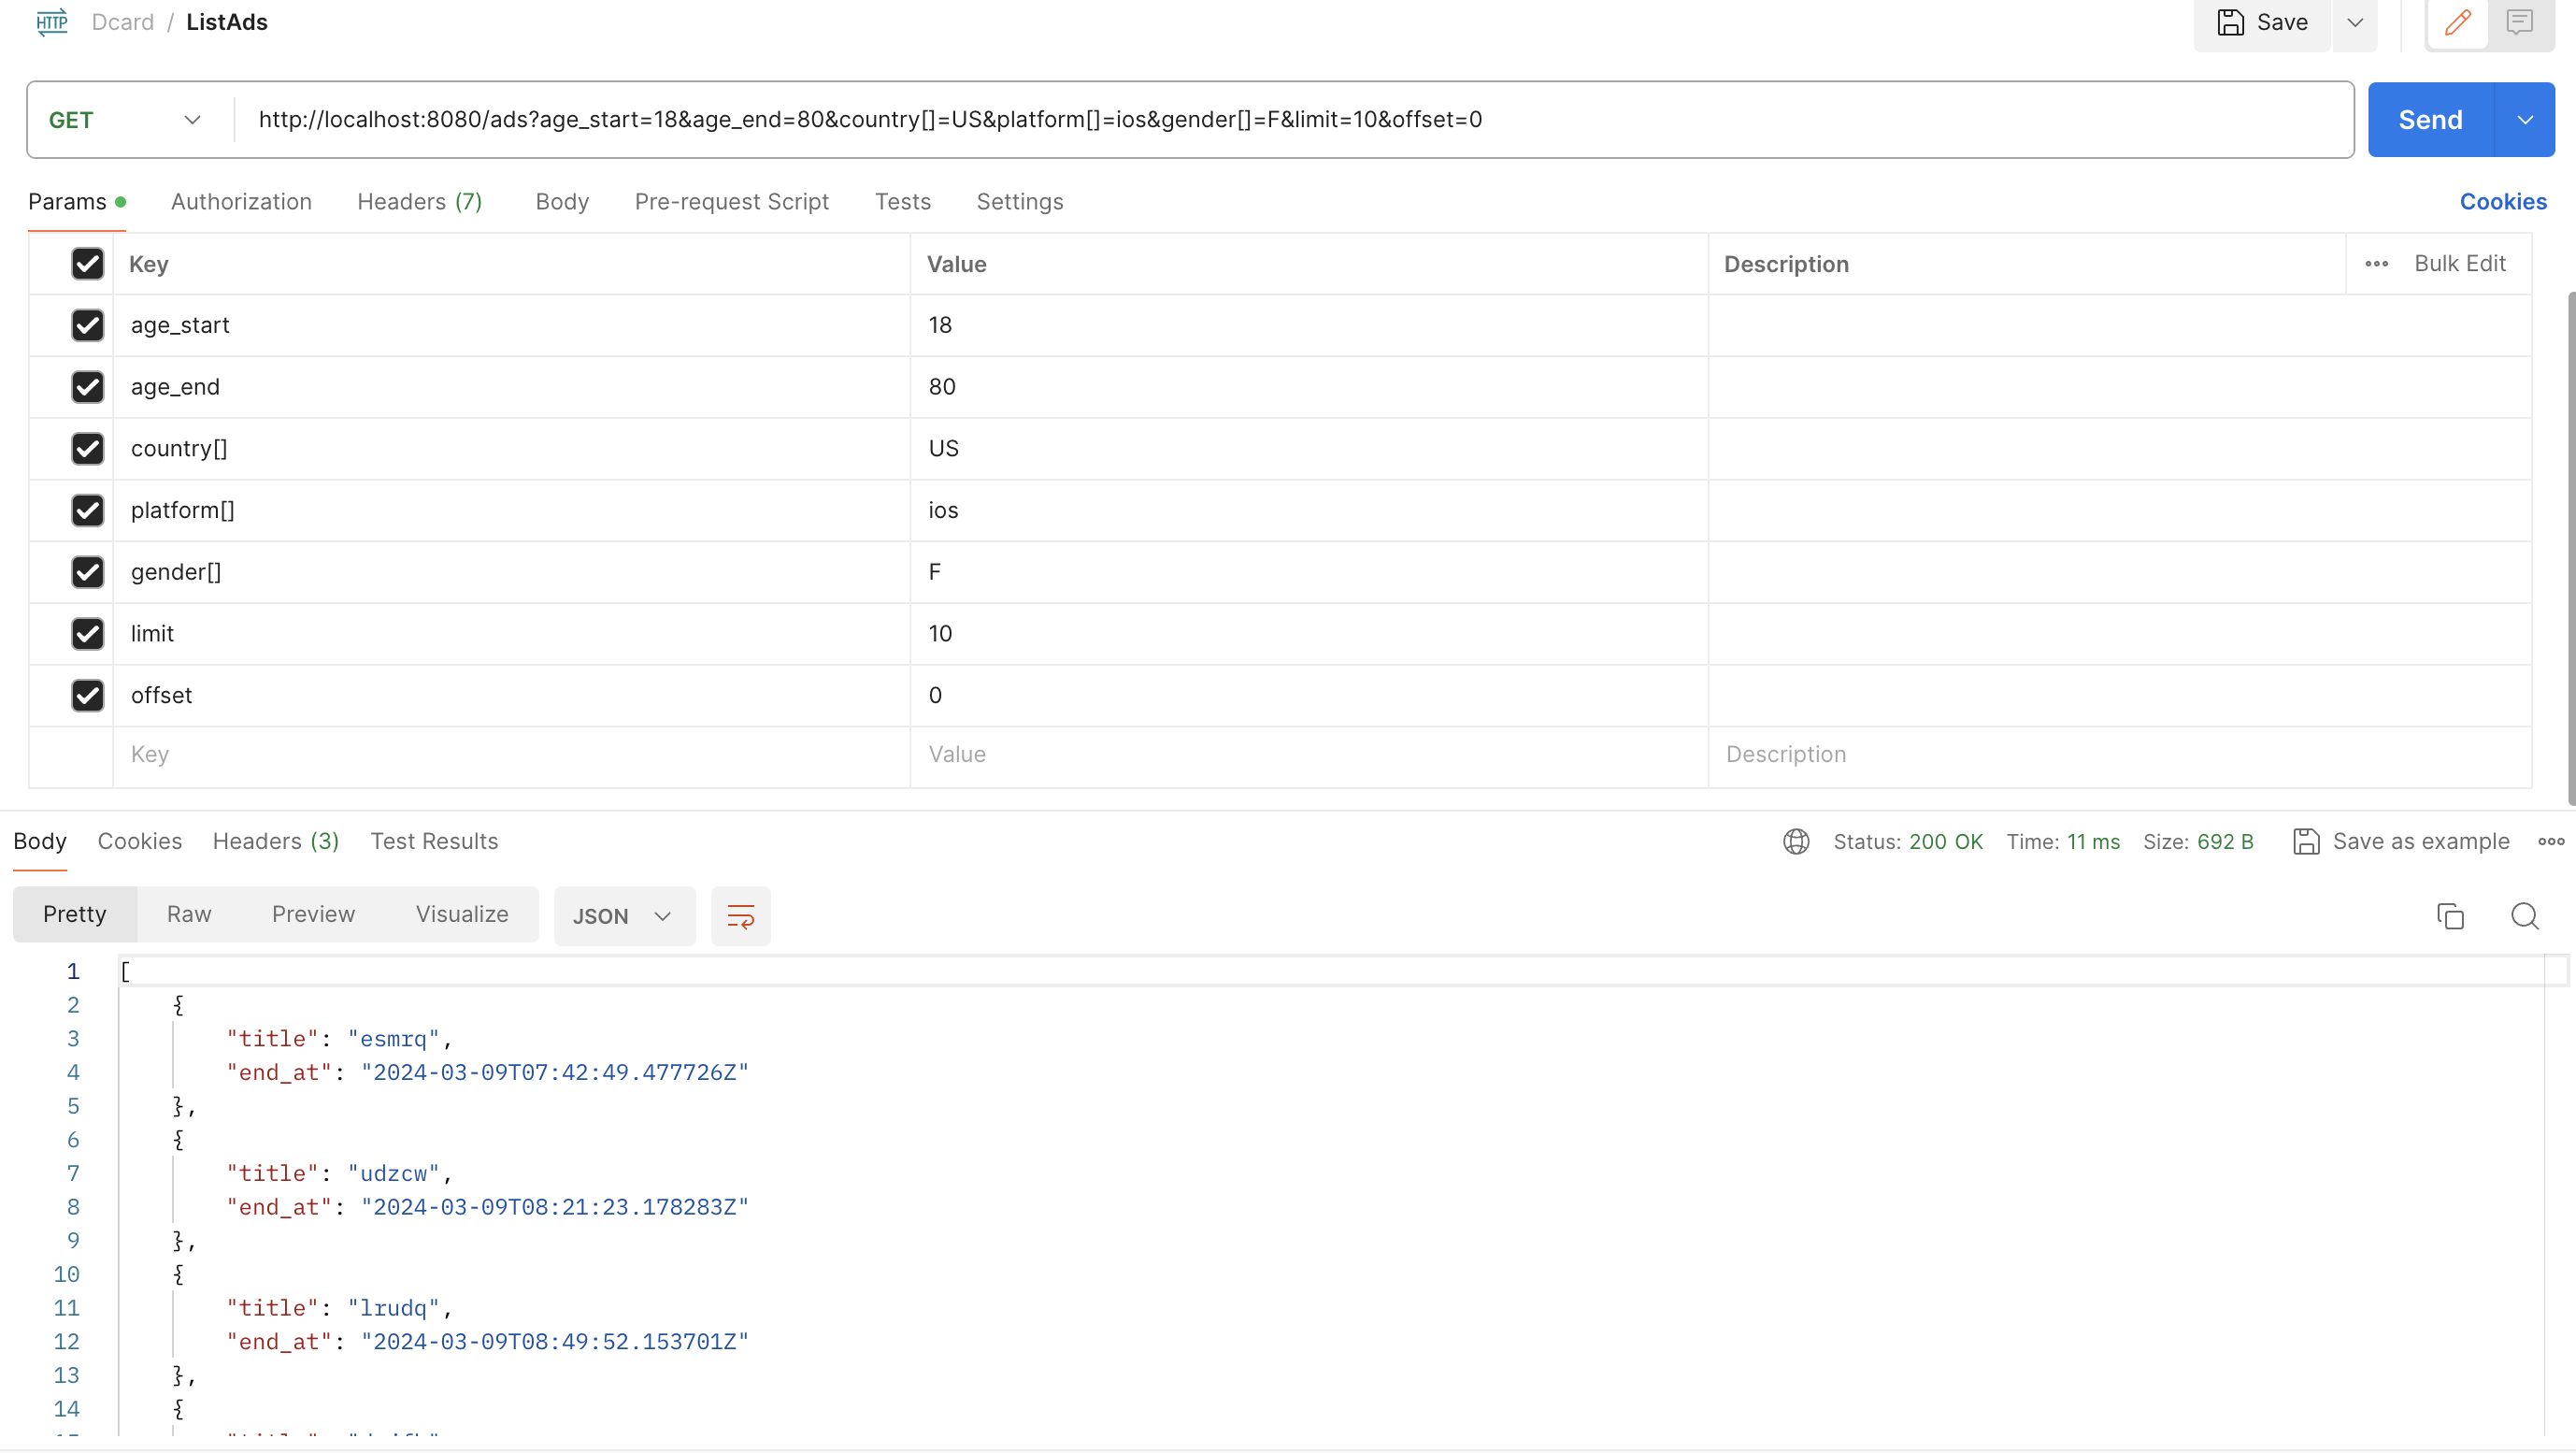 HTTP Dcard / ListAds Save
GET http://localhost:8080/ads?age_start=18&age_end=80&country[]=US&platform[]=ios&gender[]=F&limit=10&offset=0 Send
Params Authorization Headers (7) Body Pre-request Script Tests Settings Cookies
Key Value Description Bulk Edit
age_start 18
age_end 80
country[] US
platform[] ios
gender[] F
limit 10
offset 0
Key Value Description
Body Cookies Headers (3) Test Results Status: 200 OK Time: 11 ms Size: 692 B Save as example
Pretty Raw Preview Visualize JSON
1 [
2 {
3 "title": "esmrq",
4 "end_at": "2024-03-09T07:42:49.477726Z"
5 },
6 {
7 "title": "udzcw",
8 "end_at": "2024-03-09T08:21:23.178283Z"
9 },
10 {
11 "title": "lrudq",
12 "end_at": "2024-03-09T08:49:52.153701Z"
13 },
14 {